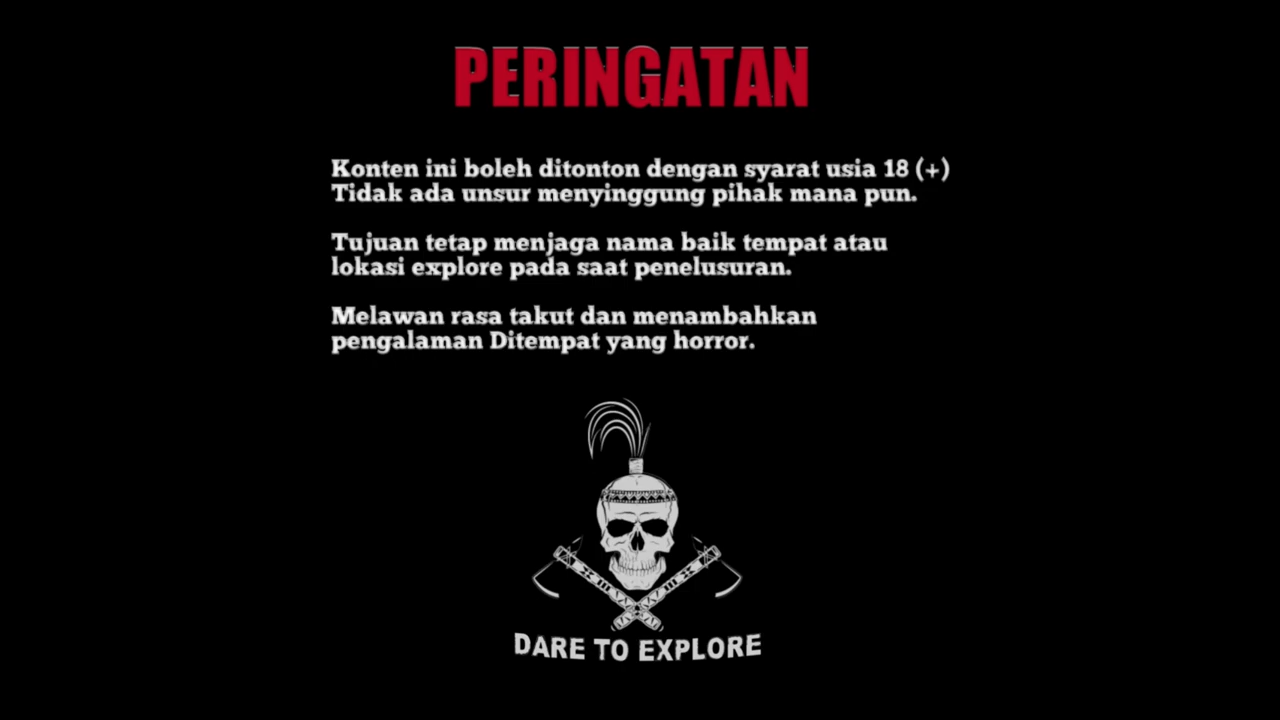 PERINGATAN
Konten ini boleh ditonton dengan syarat usia 18 (+)
Tidak ada unsur menyinggung pihak mana pun.
Tujuan tetap menjaga nama baik tempat atau
lokasi explore pada saat penelusuran.
Melawan rasa takut dan menambahkan
pengalaman Ditempat yang horror.
DARE TO EXPLORE